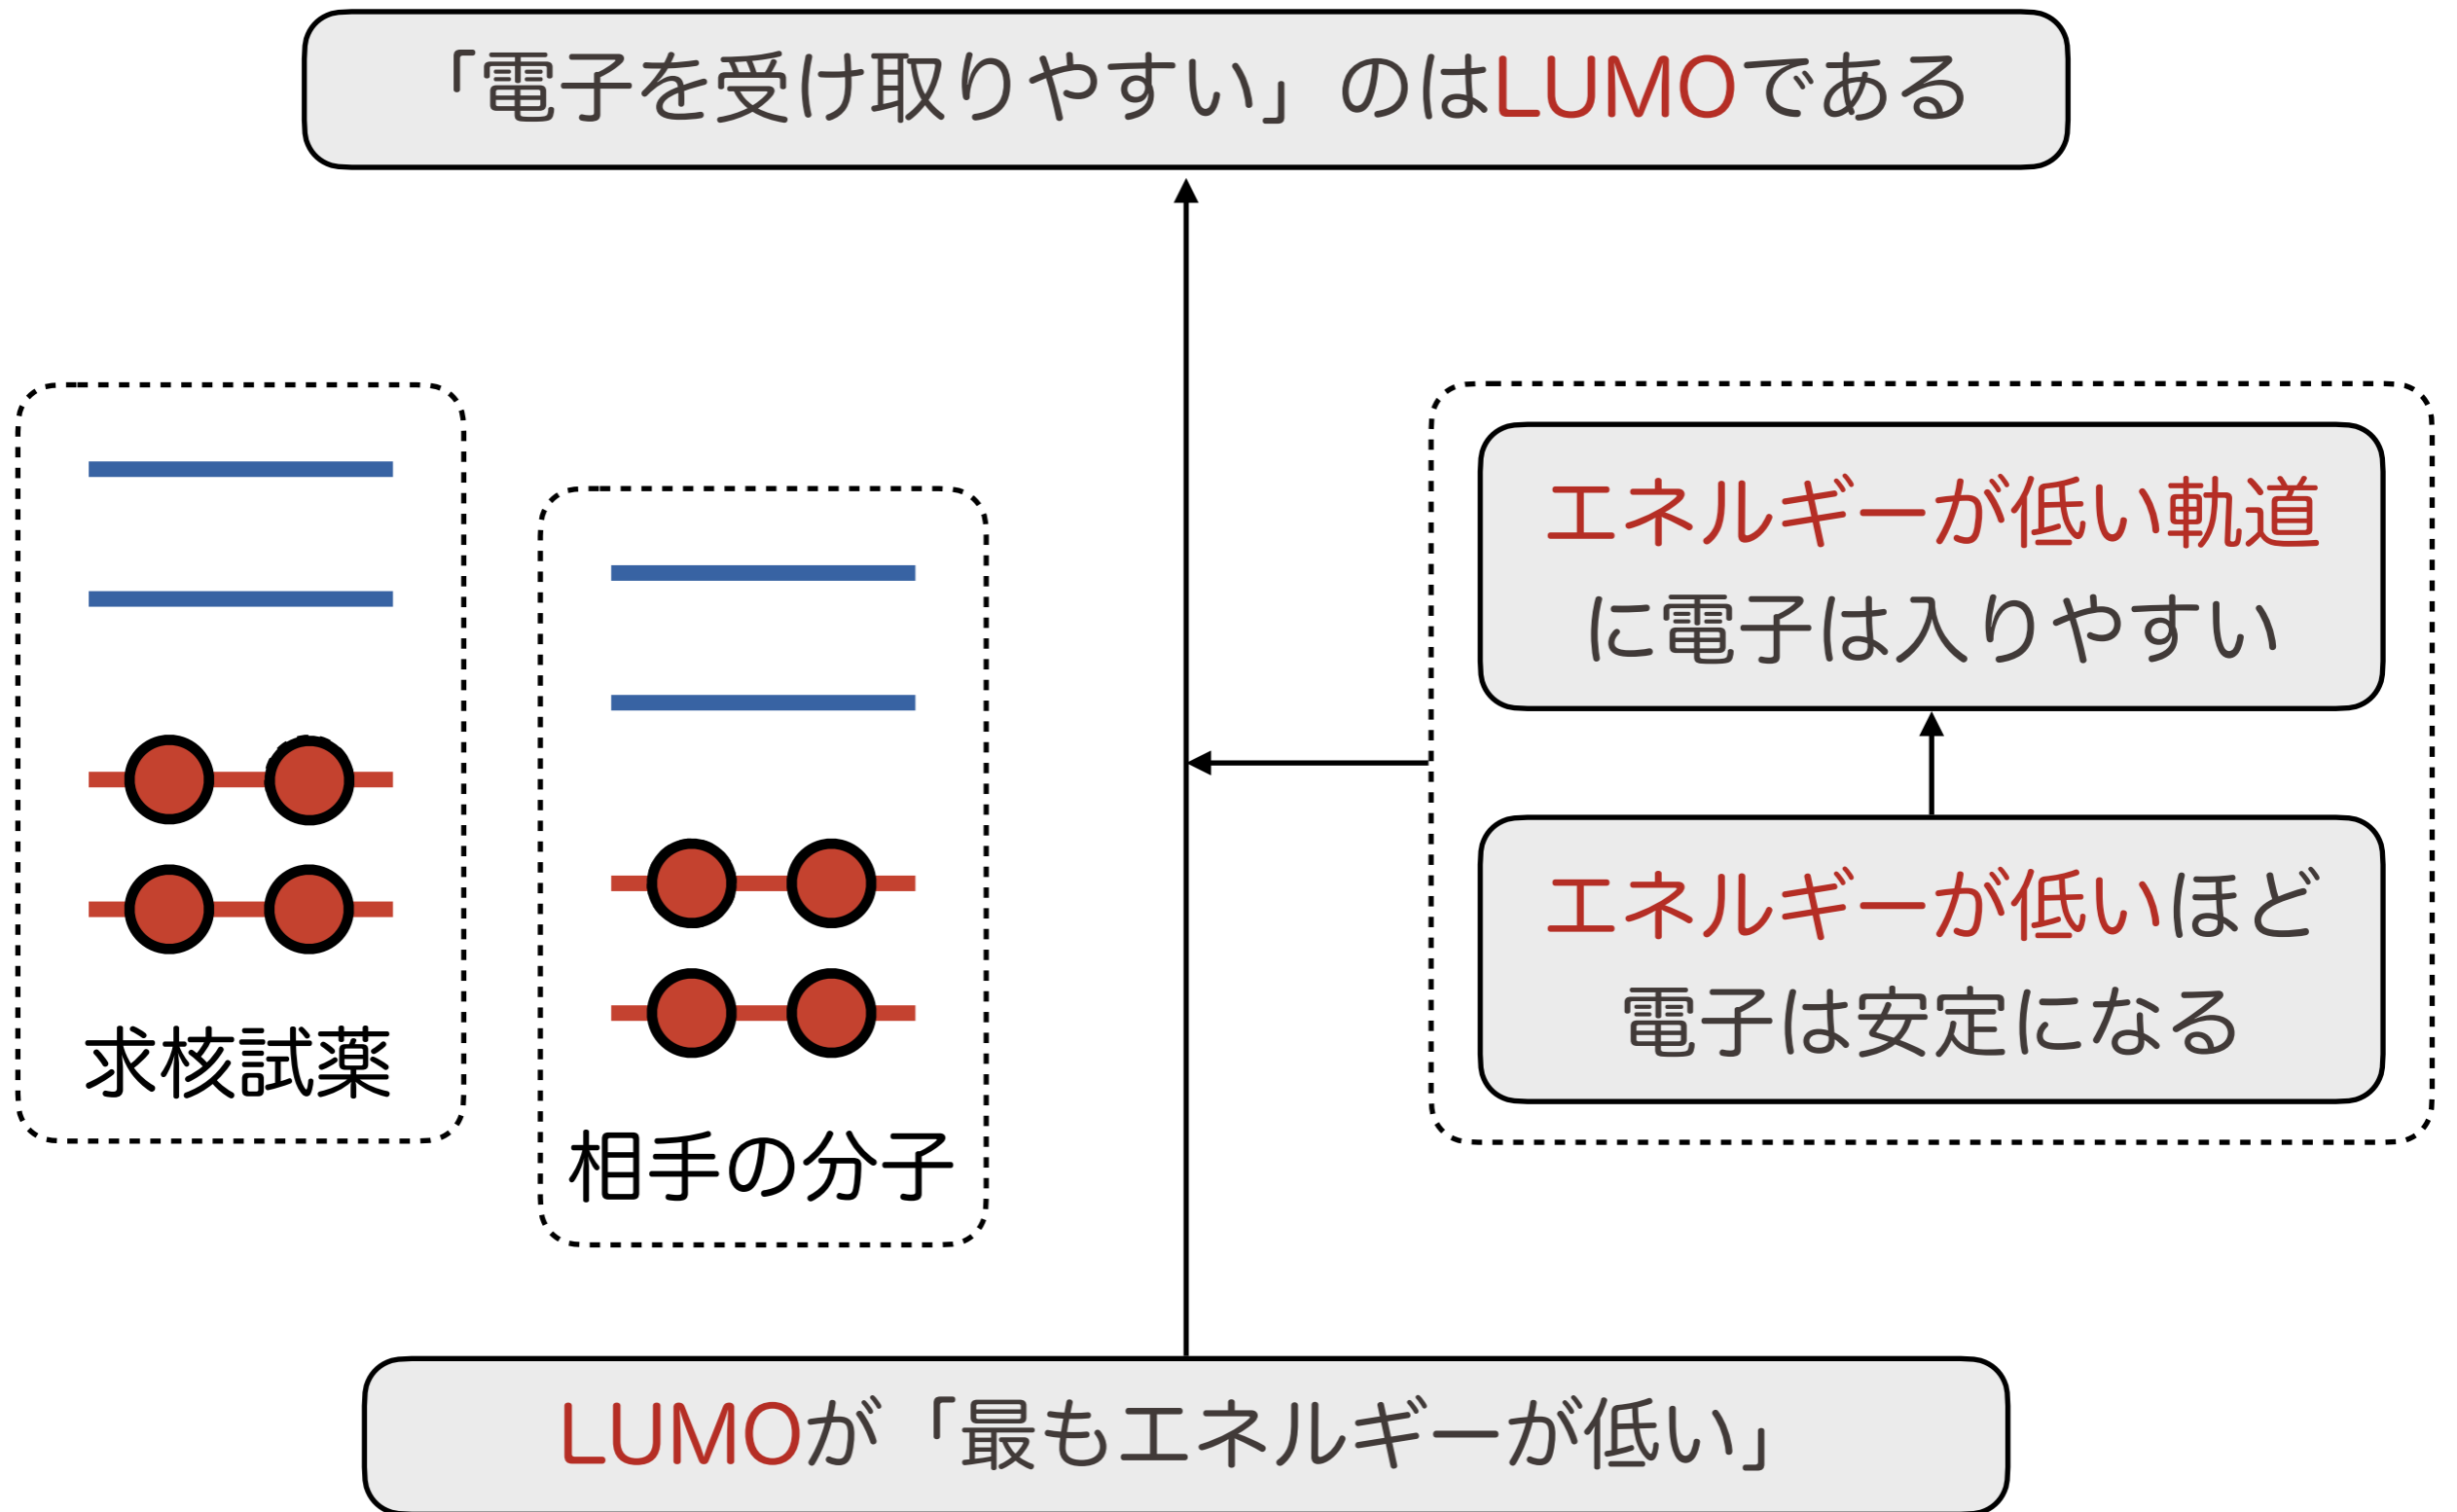 「電子を受け取りやすい」のはLUMOである
エネルギーが低い軌道
に電子は入りやすい
エネルギーが低いほど
電子は安定になる
求核試薬
相手の分子
LUMOが「最もエネルギーが低い」